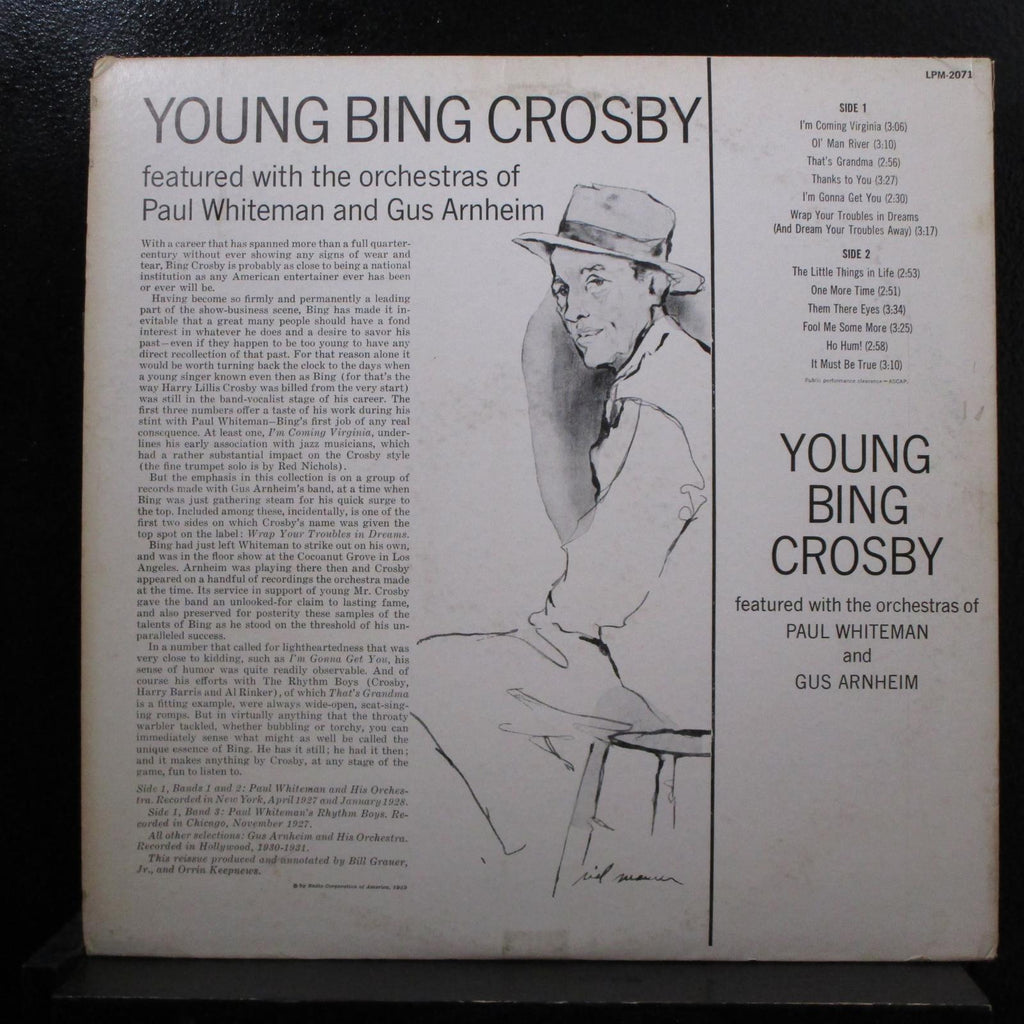 LPM-2071
YOUNG BING CROSBY
featured with the orchestras of
Paul Whiteman and Gus Arnheim
With a career that has spanned more than a full quarter-
century without ever showing any signs of wear and
tear, Bing Crosby is probably as close to being a national
institution as any American entertainer ever has been
or ever will be.
Having become so firmly and permanently a leading
part of the show-business scene, Bing has made it in-
evitable that a great many people should have a fond
interest in whatever he does and a desire to savor his
past—even if they happen to be too young to have any
direct recollection of that past. For that reason alone it
would be worth turning back the clock to the days when
a young singer known even then as Bing (for that's the
way Harry Lillis Crosby was billed from the very start)
was still in the band-vocalist stage of his career. The
first three numbers offer a taste of his work during his
stint with Paul Whiteman—Bing's first job of any real
consequence. At least one, I'm Coming Virginia, under-
lines his early association with jazz musicians, which
had a rather substantial impact on the Crosby style
(the fine trumpet solo is by Red Nichols).
But the emphasis in this collection is on a group of
records made with Gus Arnheim's band, at a time when
Bing was just gathering steam for his quick surge to
the top. Included among these, incidentally, is one of the
first two sides on which Crosby's name was given the
top spot on the label: Wrap Your Troubles in Dreams.
Bing had just left Whiteman to strike out on his own,
and was in the floor show at the Cocoanut Grove in Los
Angeles. Arnheim was playing there then and Crosby
appeared on a handful of recordings the orchestra made
at the time. Its service in support of young Mr. Crosby
gave the band an unlooked-for claim to lasting fame,
and also preserved for posterity these samples of the
talents of Bing as he stood on the threshold of his un-
paralleled success.
In a number that called for lightheartedness that was
very close to kidding, such as I'm Gonna Get You, his
sense of humor was quite readily observable. And of
course his efforts with The Rhythm Boys (Crosby,
Harry Barris and Al Rinker), of which That's Grandma
is a fitting example, were always wide-open, scat-sing-
ing romps. But in virtually anything that the throaty
warbler tackled, whether bubbling or torchy, you can
immediately sense what might as well be called the
unique essence of Bing. He has it still; he had it then;
and it makes anything by Crosby, at any stage of the
game, fun to listen to.
Side 1, Bands 1 and 2: Paul Whiteman and His Orches-
tra. Recorded in New York, April 1927 and January 1928.
Side 1, Band 3: Paul Whiteman's Rhythm Boys. Re-
corded in Chicago, November 1927.
All other selections: Gus Arnheim and His Orchestra.
Recorded in Hollywood, 1930-1931.
This reissue produced and annotated by Bill Grauer,
Jr., and Orrin Keepnews.
© by Radio Corporation of America,
SIDE 1
I'm Coming Virginia (3:06)
Ol' Man River (3:10)
That's Grandma (2:56)
Thanks to You (3:27)
I'm Gonna Get You (2:30)
Wrap Your Troubles in Dreams
(And Dream Your Troubles Away) (3:17)
SIDE 2
The Little Things in Life (2:53)
One More Time (2:51)
Them There Eyes (3:34)
Fool Me Some More (3:25)
Ho Hum! (2:58)
It Must Be True (3:10)
Public performance clearance—ASCAP.
YOUNG
BING
CROSBY
featured with the orchestras of
PAUL WHITEMAN
and
GUS ARNHEIM